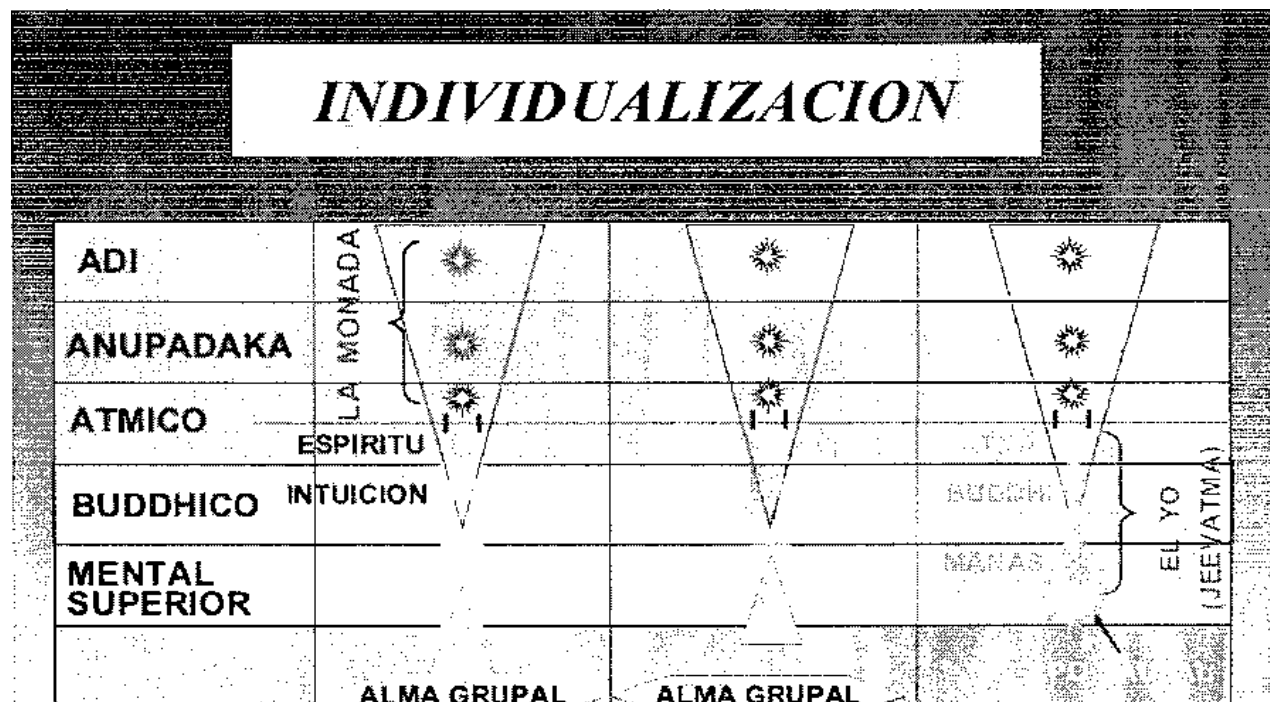 INDIVIDUALIZACION
ADI
LA MONADA
ANUPADAKA
ATMICO
ESPIRITU
BUDDHICO
INTUICION
BUDDHI
EL YO
(JEEVATMA)
MENTAL
SUPERIOR
MANAS
ALMA GRUPAL
ALMA GRUPAL